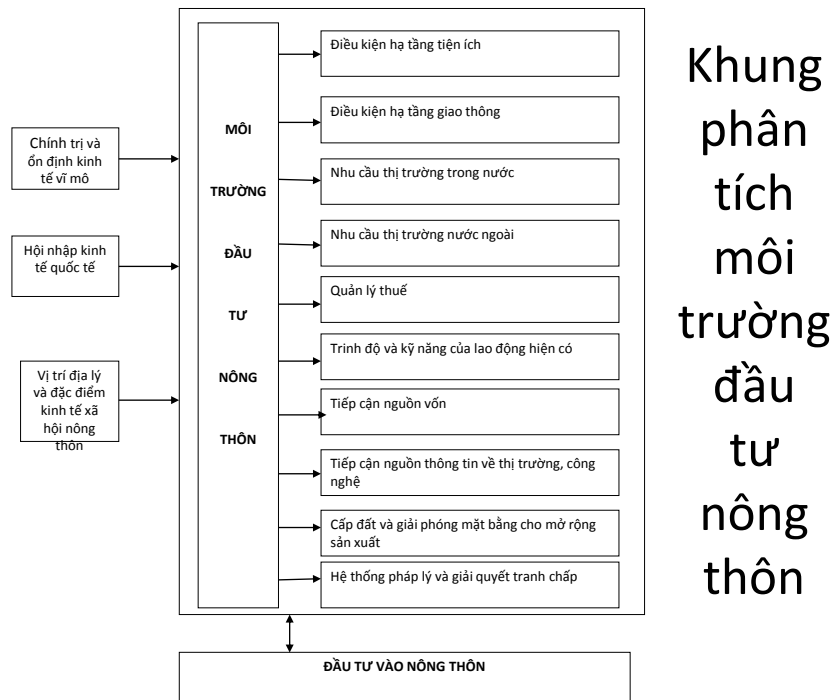 Chính trị và
ổn định kinh
tế vĩ mô
Hội nhập kinh
tế quốc tế
Vị trí địa lý
và đặc điểm
kinh tế xã
hội nông
thôn
MÔI
TRƯỜNG
ĐẦU
TƯ
NÔNG
THÔN
Điều kiện hạ tầng tiện ích
Điều kiện hạ tầng giao thông
Nhu cầu thị trường trong nước
Nhu cầu thị trường nước ngoài
Quản lý thuế
Trinh độ và kỹ năng của lao động hiện có
Tiếp cận nguồn vốn
Tiếp cận nguồn thông tin về thị trường, công
nghệ
Cấp đất và giải phóng mặt bằng cho mở rộng
sản xuất
Hệ thống pháp lý và giải quyết tranh chấp
ĐẦU TƯ VÀO NÔNG THÔN
Khung
phân
tích
môi
trường
đầu
tư
nông
thôn